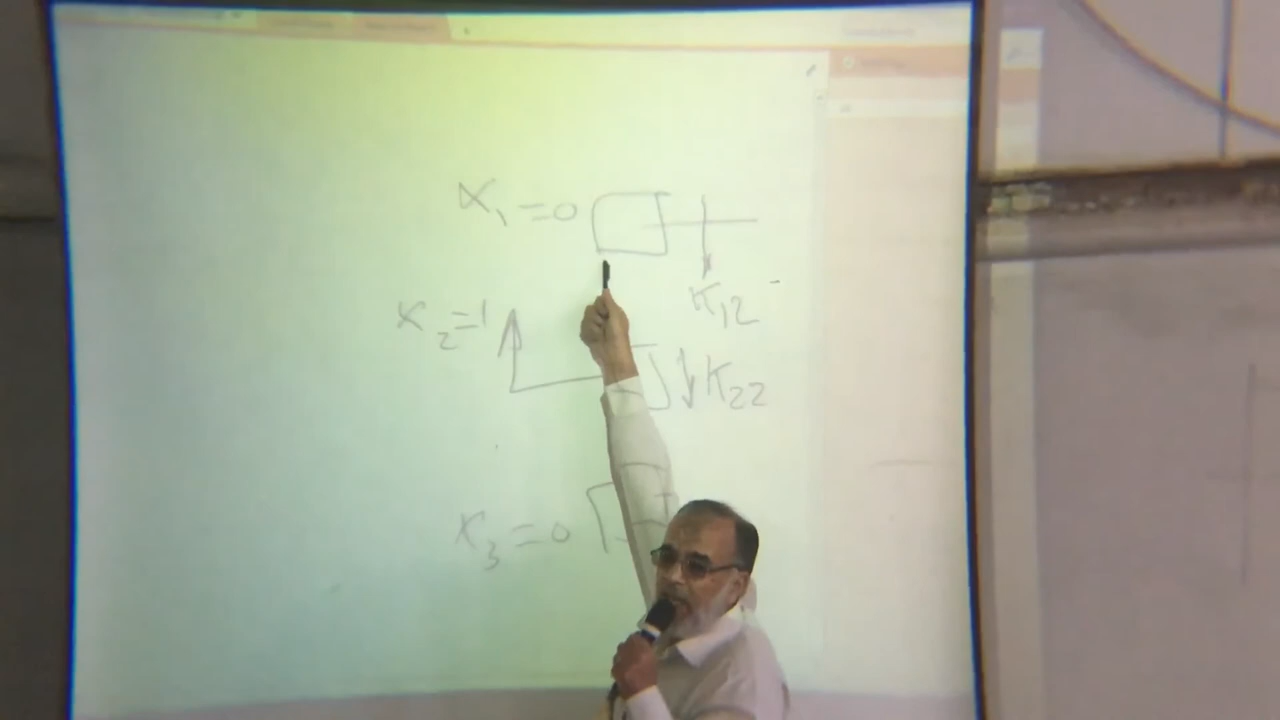 x₁ = 0
K₁₂
x₂ = 1
K₂₂
x₃ = 0